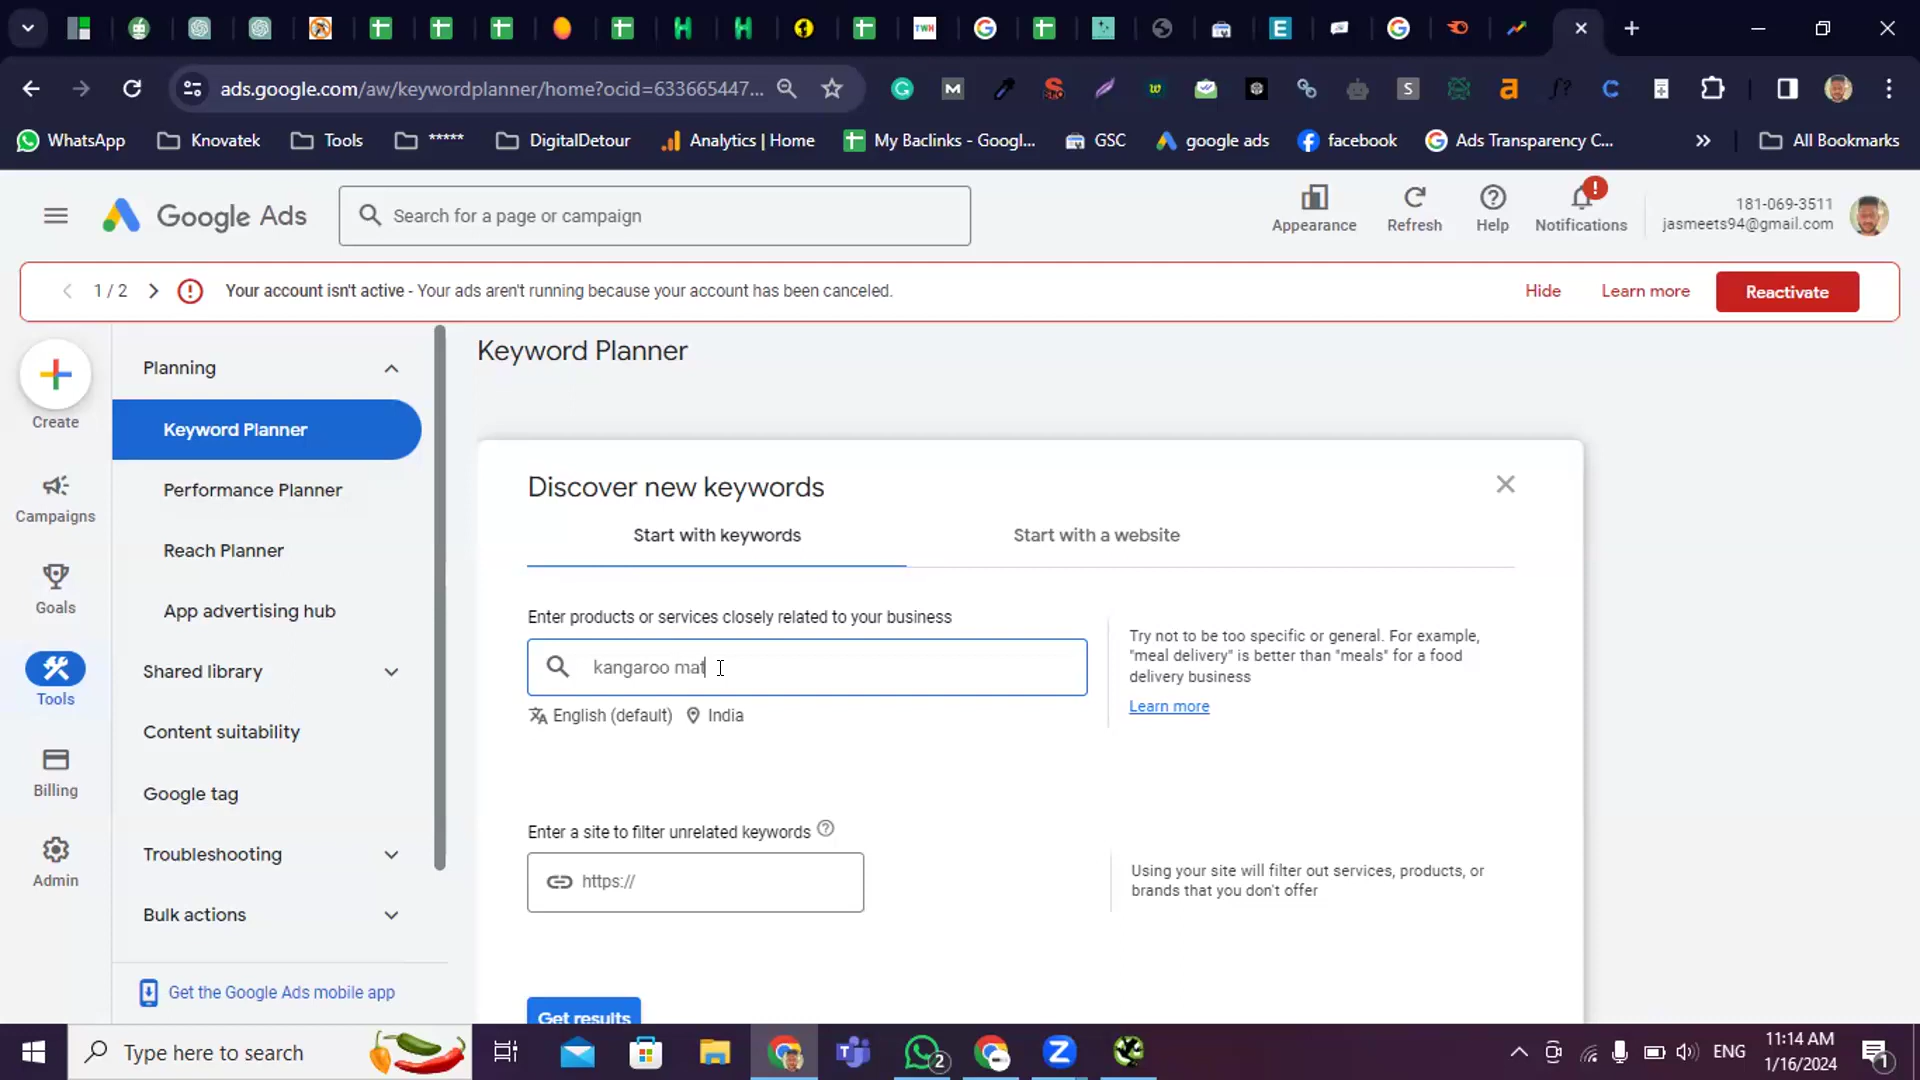 TWH
ads.google.com/aw/keywordplanner/home?ocid=633665447...
WhatsApp Knovatek Tools ***** DigitalDetour Analytics | Home My Baclinks - Googl... GSC google ads facebook Ads Transparency C... » All Bookmarks
Google Ads
Search for a page or campaign
Appearance Refresh Help Notifications
181-069-3511
jasmeets94@gmail.com
1 / 2
Your account isn't active - Your ads aren't running because your account has been canceled.
Hide Learn more Reactivate
Create
Campaigns
Goals
Tools
Billing
Admin
Planning
Keyword Planner
Performance Planner
Reach Planner
App advertising hub
Shared library
Content suitability
Google tag
Troubleshooting
Bulk actions
Get the Google Ads mobile app
Keyword Planner
Discover new keywords
Start with keywords Start with a website
Enter products or services closely related to your business
kangaroo mat
English (default) India
Try not to be too specific or general. For example,
"meal delivery" is better than "meals" for a food
delivery business
Learn more
Enter a site to filter unrelated keywords
https://
Using your site will filter out services, products, or
brands that you don't offer
Get results
Type here to search
2
ENG
11:14 AM
1/16/2024
1